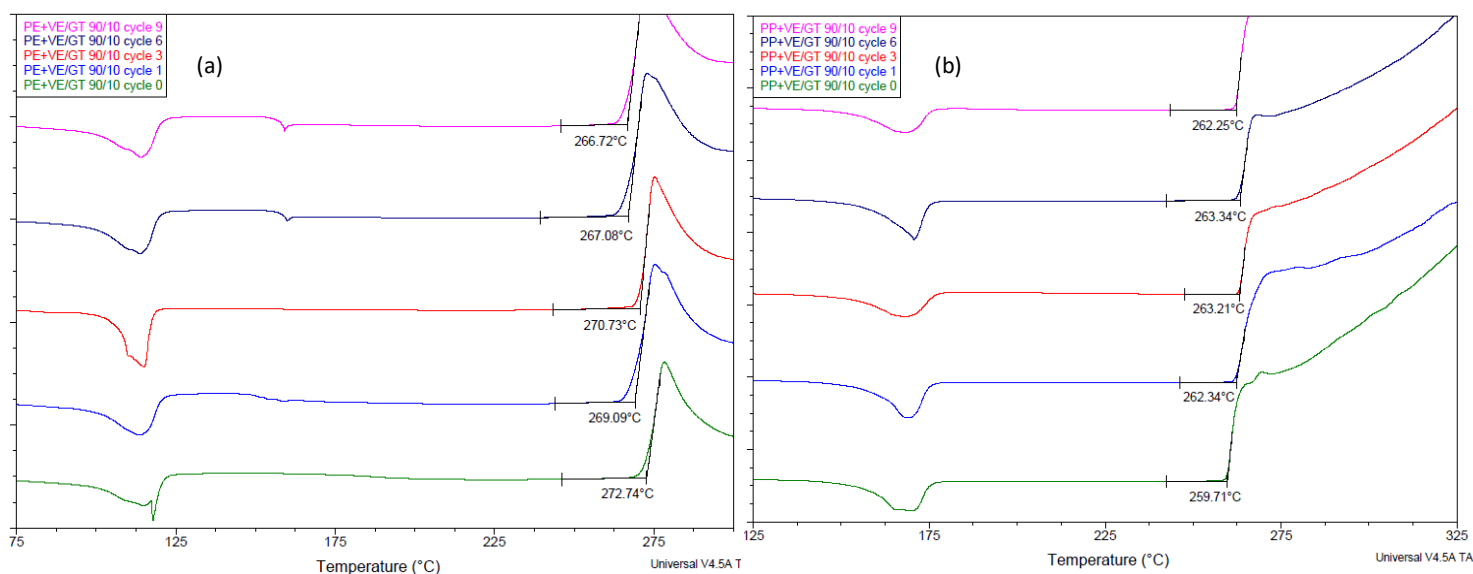 PE+VE/GT 90/10 cycle 9
PE+VE/GT 90/10 cycle 6
PE+VE/GT 90/10 cycle 3
PE+VE/GT 90/10 cycle 1
PE+VE/GT 90/10 cycle 0
(a)
266.72°C
267.08°C
270.73°C
269.09°C
272.74°C
75
125
175
225
275
Temperature (°C)
Universal V4.5A T
PP+VE/GT 90/10 cycle 9
PP+VE/GT 90/10 cycle 6
PP+VE/GT 90/10 cycle 3
PP+VE/GT 90/10 cycle 1
PP+VE/GT 90/10 cycle 0
(b)
262.25°C
263.34°C
263.21°C
262.34°C
259.71°C
125
175
225
275
325
Temperature (°C)
Universal V4.5A TA